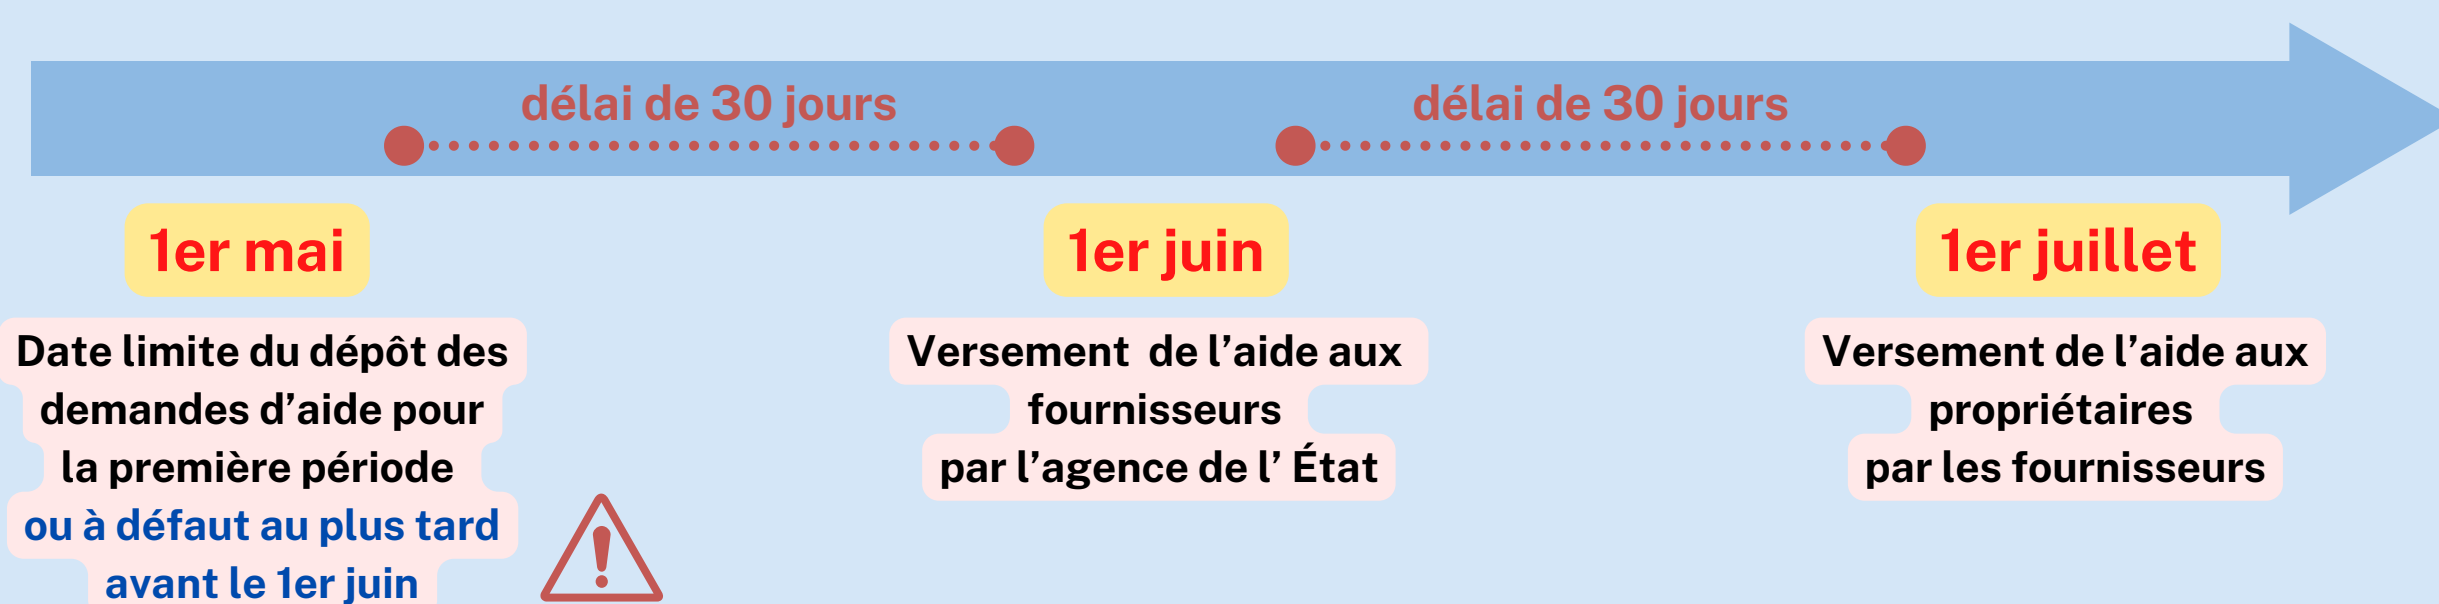 délai de 30 jours
délai de 30 jours
1er mai
Date limite du dépôt des
demandes d’aide pour
la première période
ou à défaut au plus tard
avant le 1er juin
1er juin
Versement de l’aide aux
fournisseurs
par l’agence de l’ État
1er juillet
Versement de l’aide aux
propriétaires
par les fournisseurs